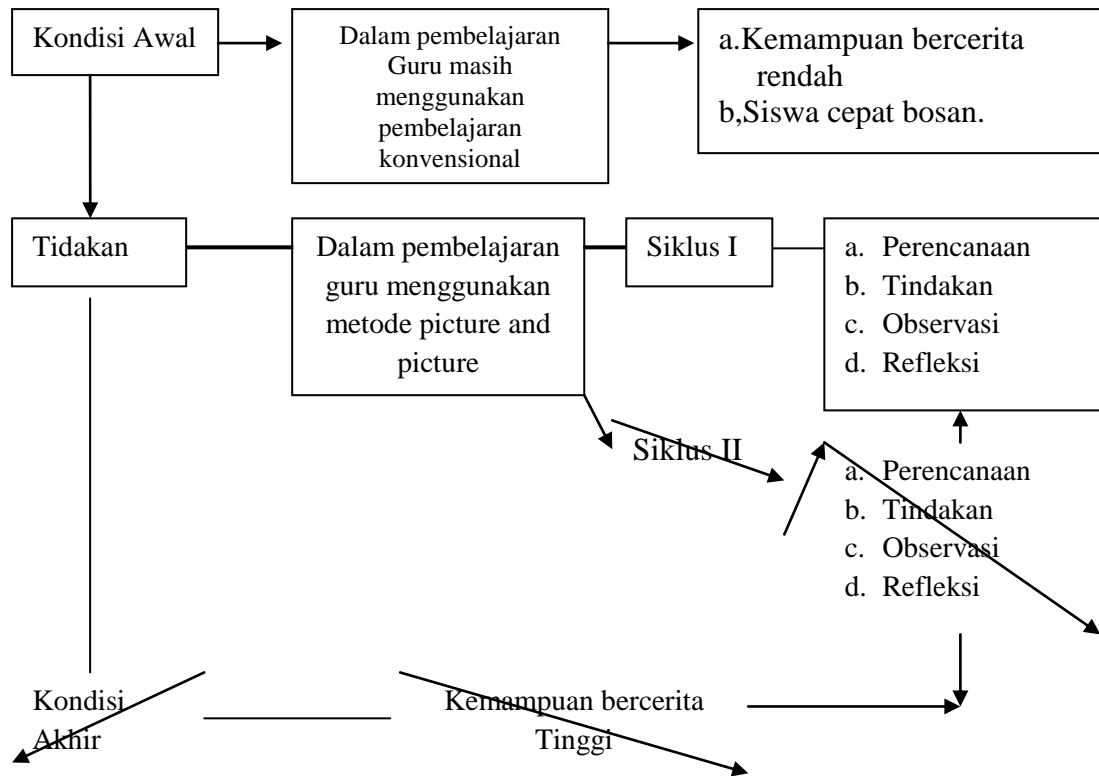 Kondisi Awal
Dalam pembelajaran
Guru masih
menggunakan
pembelajaran
konvensional
a.Kemampuan bercerita
rendah
b,Siswa cepat bosan.
Tidakan
Dalam pembelajaran
guru menggunakan
metode picture and
picture
Siklus I
a. Perencanaan
b. Tindakan
c. Observasi
d. Refleksi
Siklus II
a. Perencanaan
b. Tindakan
c. Observasi
d. Refleksi
Kondisi
Akhir
Kemampuan bercerita
Tinggi